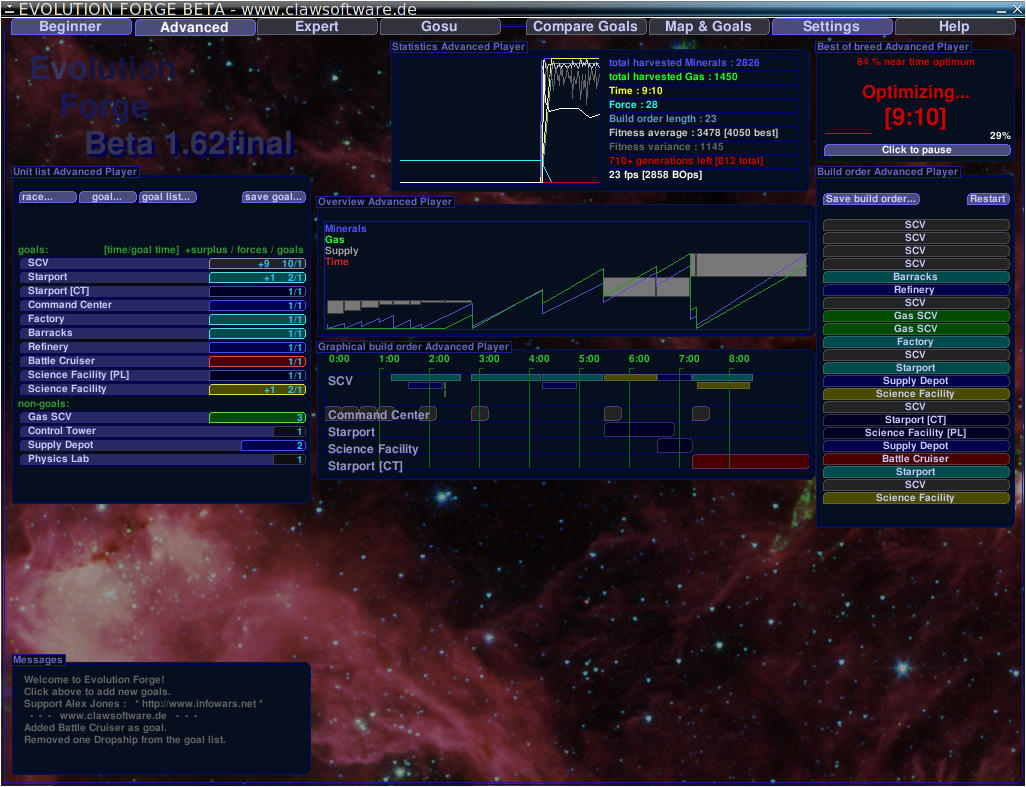 EVOLUTION FORGE BETA - www.clawsoftware.de
Beginner Advanced Expert Gosu Compare Goals Map & Goals Settings Help
Evolution
Forge
Beta 1.62final
Statistics Advanced Player
total harvested Minerals : 2826
total harvested Gas : 1450
Time : 9:10
Force : 28
Build order length : 23
Fitness average : 3478 [4050 best]
Fitness variance : 1145
710+ generations left [812 total]
23 fps [2858 BOps]
Best of breed Advanced Player
84 % near time optimum
Optimizing...
[9:10]
29%
Click to pause
Unit list Advanced Player
race... goal... goal list... save goal...
goals: [time/goal time] +surplus / forces / goals
SCV +9 10/1
Starport +1 2/1
Starport [CT] 1/1
Command Center 1/1
Factory 1/1
Barracks 1/1
Refinery 1/1
Battle Cruiser 1/1
Science Facility [PL] 1/1
Science Facility +1 2/1
non-goals:
Gas SCV 3
Control Tower 1
Supply Depot 2
Physics Lab 1
Overview Advanced Player
Minerals
Gas
Supply
Time
Graphical build order Advanced Player
0:00 1:00 2:00 3:00 4:00 5:00 6:00 7:00 8:00
SCV
Command Center
Starport
Science Facility
Starport [CT]
Build order Advanced Player
Save build order... Restart
SCV
SCV
SCV
SCV
Barracks
Refinery
SCV
Gas SCV
Gas SCV
Factory
SCV
Starport
Supply Depot
Science Facility
SCV
Starport [CT]
Science Facility [PL]
Supply Depot
Battle Cruiser
Starport
SCV
Science Facility
Messages
Welcome to Evolution Forge!
Click above to add new goals.
Support Alex Jones : * http://www.infowars.net *
- - - www.clawsoftware.de - - -
Added Battle Cruiser as goal.
Removed one Dropship from the goal list.